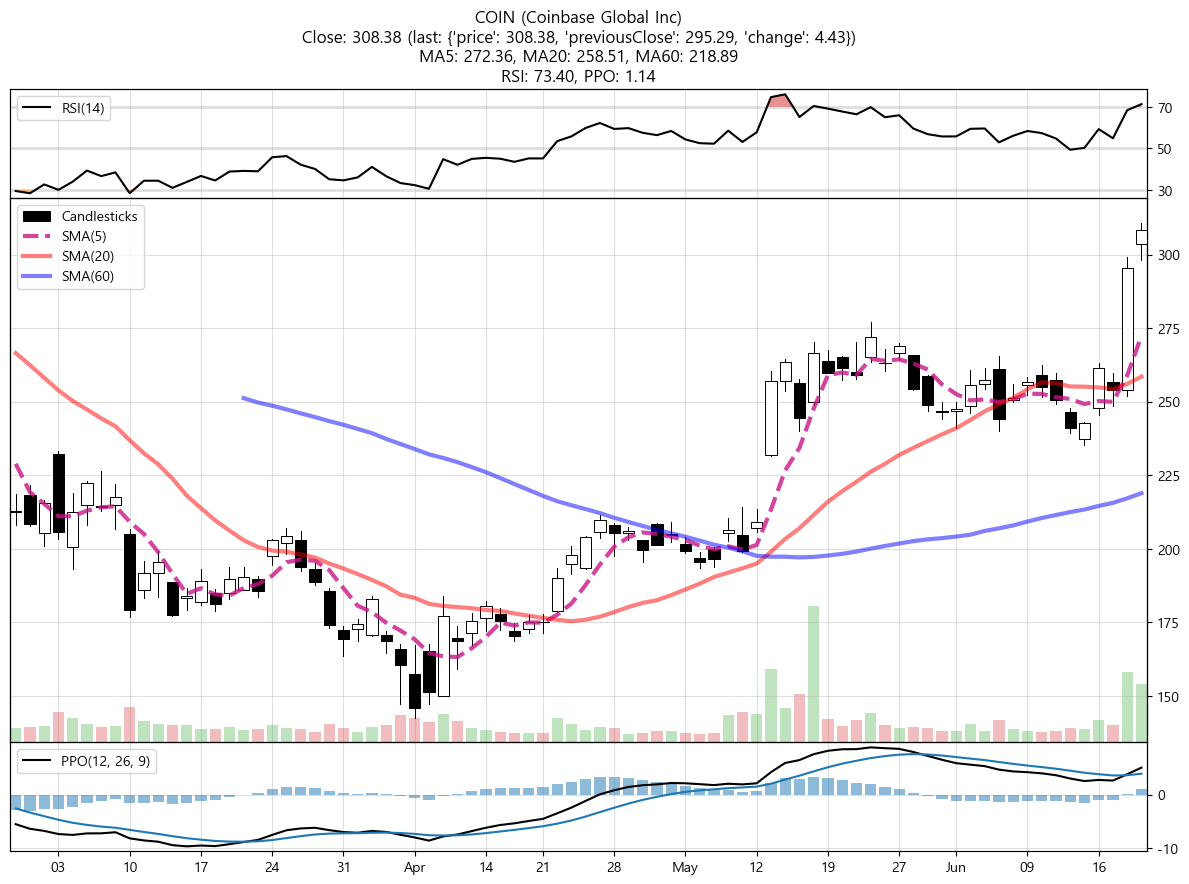 COIN (Coinbase Global Inc)
Close: 308.38 (last: {'price': 308.38, 'previousClose': 295.29, 'change': 4.43})
MA5: 272.36, MA20: 258.51, MA60: 218.89
RSI: 73.40, PPO: 1.14
RSI(14)
70
50
30
Candlesticks
SMA(5)
SMA(20)
SMA(60)
300
275
250
225
200
175
150
PPO(12, 26, 9)
0
-10
03 10 17 24 31 Apr 14 21 28 May 12 19 27 Jun 09 16